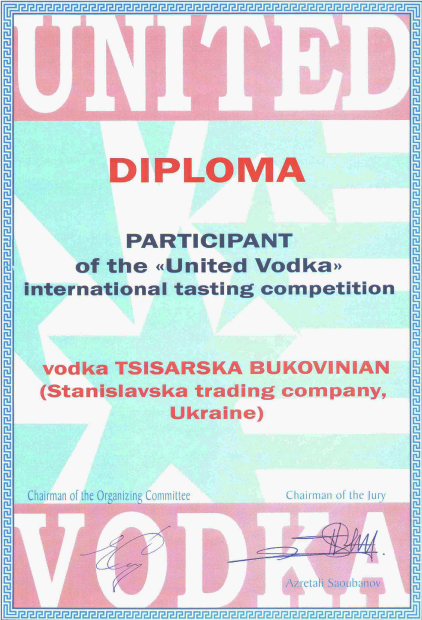 UNITED
DIPLOMA
PARTICIPANT
of the «United Vodka»
international tasting competition
vodka TSISARSKA BUKOVINIAN
(Stanislavska trading company,
Ukraine)
Chairman of the Organizing Committee
Chairman of the Jury
VODKA
Azretali Saoubanov